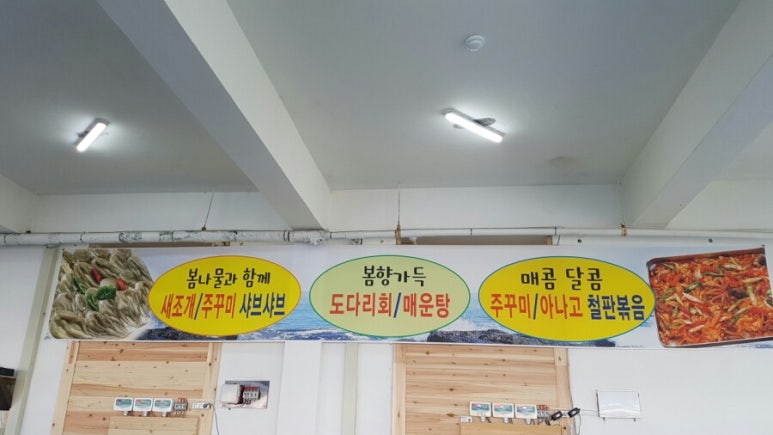 봄나물과 함께
새조개/주꾸미 샤브샤브
봄향가득
도다리회/매운탕
매콤 달콤
주꾸미/아나고 철판볶음